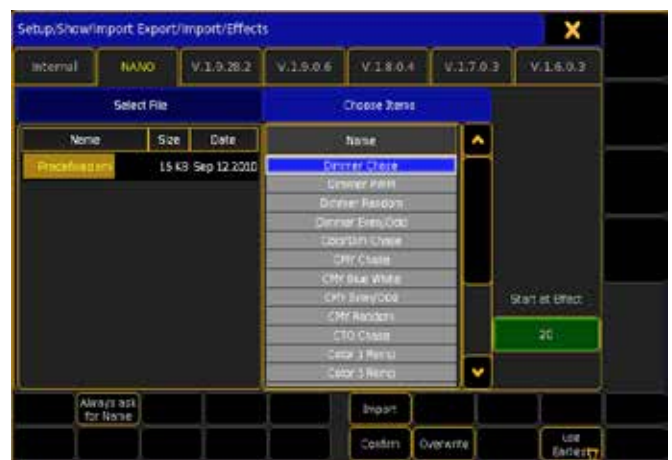 Setup/Show/Import Export/Import/Effects
Internal
NANO
V.1.9.28.2
V.1.9.0.6
V.1.8.0.4
V.1.7.0.3
V.1.6.0.3
Select File
Choose Items
Name Size Date
15 KB Sep 12.2010
Name
Dimmer Chase
Dimmer PWM
Dimmer Random
Dimmer Even/Odd
ColorDim Chase
CMY Chase
CMY Blue White
CMY Even/Odd
CMY Random
CTO Chase
Color 1
Color 3
Start at Effect
20
Always ask
for Name
Import
Confirm
Overwrite
use
Earliest